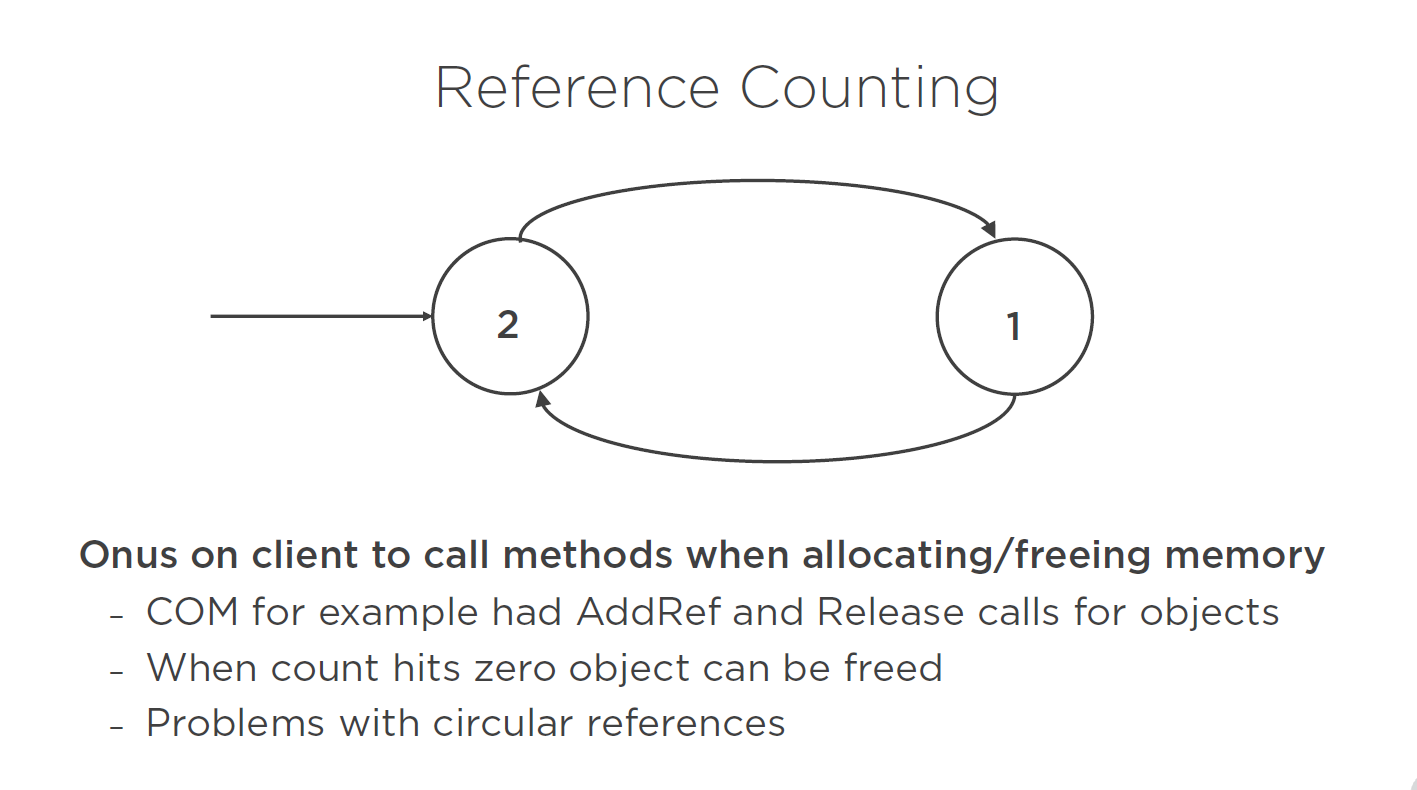 Reference Counting
2
1
Onus on client to call methods when allocating/freeing memory
– COM for example had AddRef and Release calls for objects
– When count hits zero object can be freed
– Problems with circular references